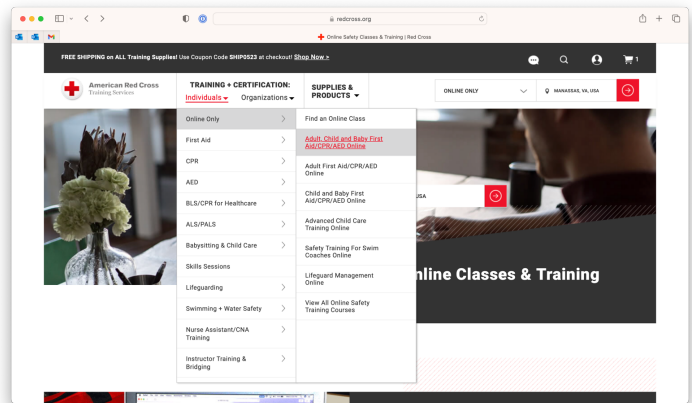 redcross.org
Online Safety Classes & Training | Red Cross
FREE SHIPPING on ALL Training Supplies! Use Coupon Code SHIP0523 at checkout! Shop Now >
1
American Red Cross
Training Services
TRAINING + CERTIFICATION:
Individuals
Organizations
SUPPLIES &
PRODUCTS
ONLINE ONLY
MANASSAS, VA, USA
Online Only
First Aid
CPR
AED
BLS/CPR for Healthcare
ALS/PALS
Babysitting & Child Care
Skills Sessions
Lifeguarding
Swimming + Water Safety
Nurse Assistant/CNA
Training
Instructor Training &
Bridging
Find an Online Class
Adult, Child and Baby First
Aid/CPR/AED Online
Adult First Aid/CPR/AED
Online
Child and Baby First
Aid/CPR/AED Online
Advanced Child Care
Training Online
Safety Training For Swim
Coaches Online
Lifeguard Management
Online
View All Online Safety
Training Courses
USA
nline Classes & Training